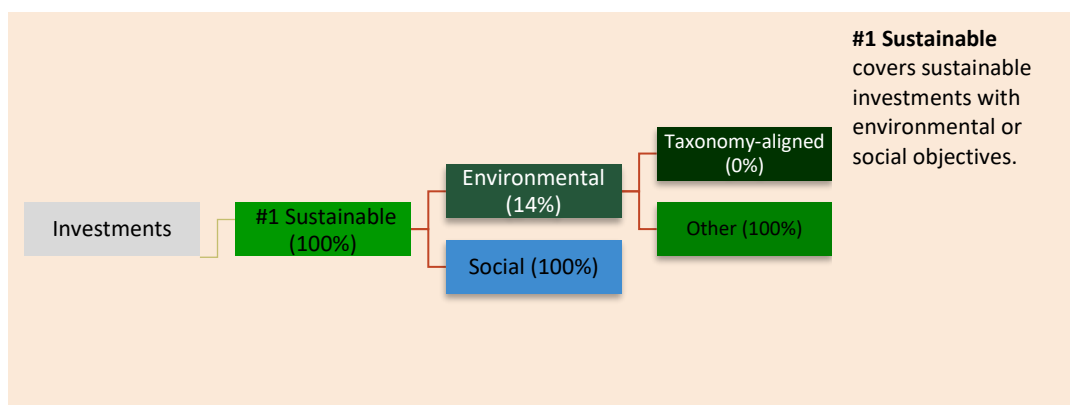 Investments
#1 Sustainable
(100%)
Environmental
(14%)
Social (100%)
Taxonomy-aligned
(0%)
Other (100%)
#1 Sustainable
covers sustainable
investments with
environmental or
social objectives.